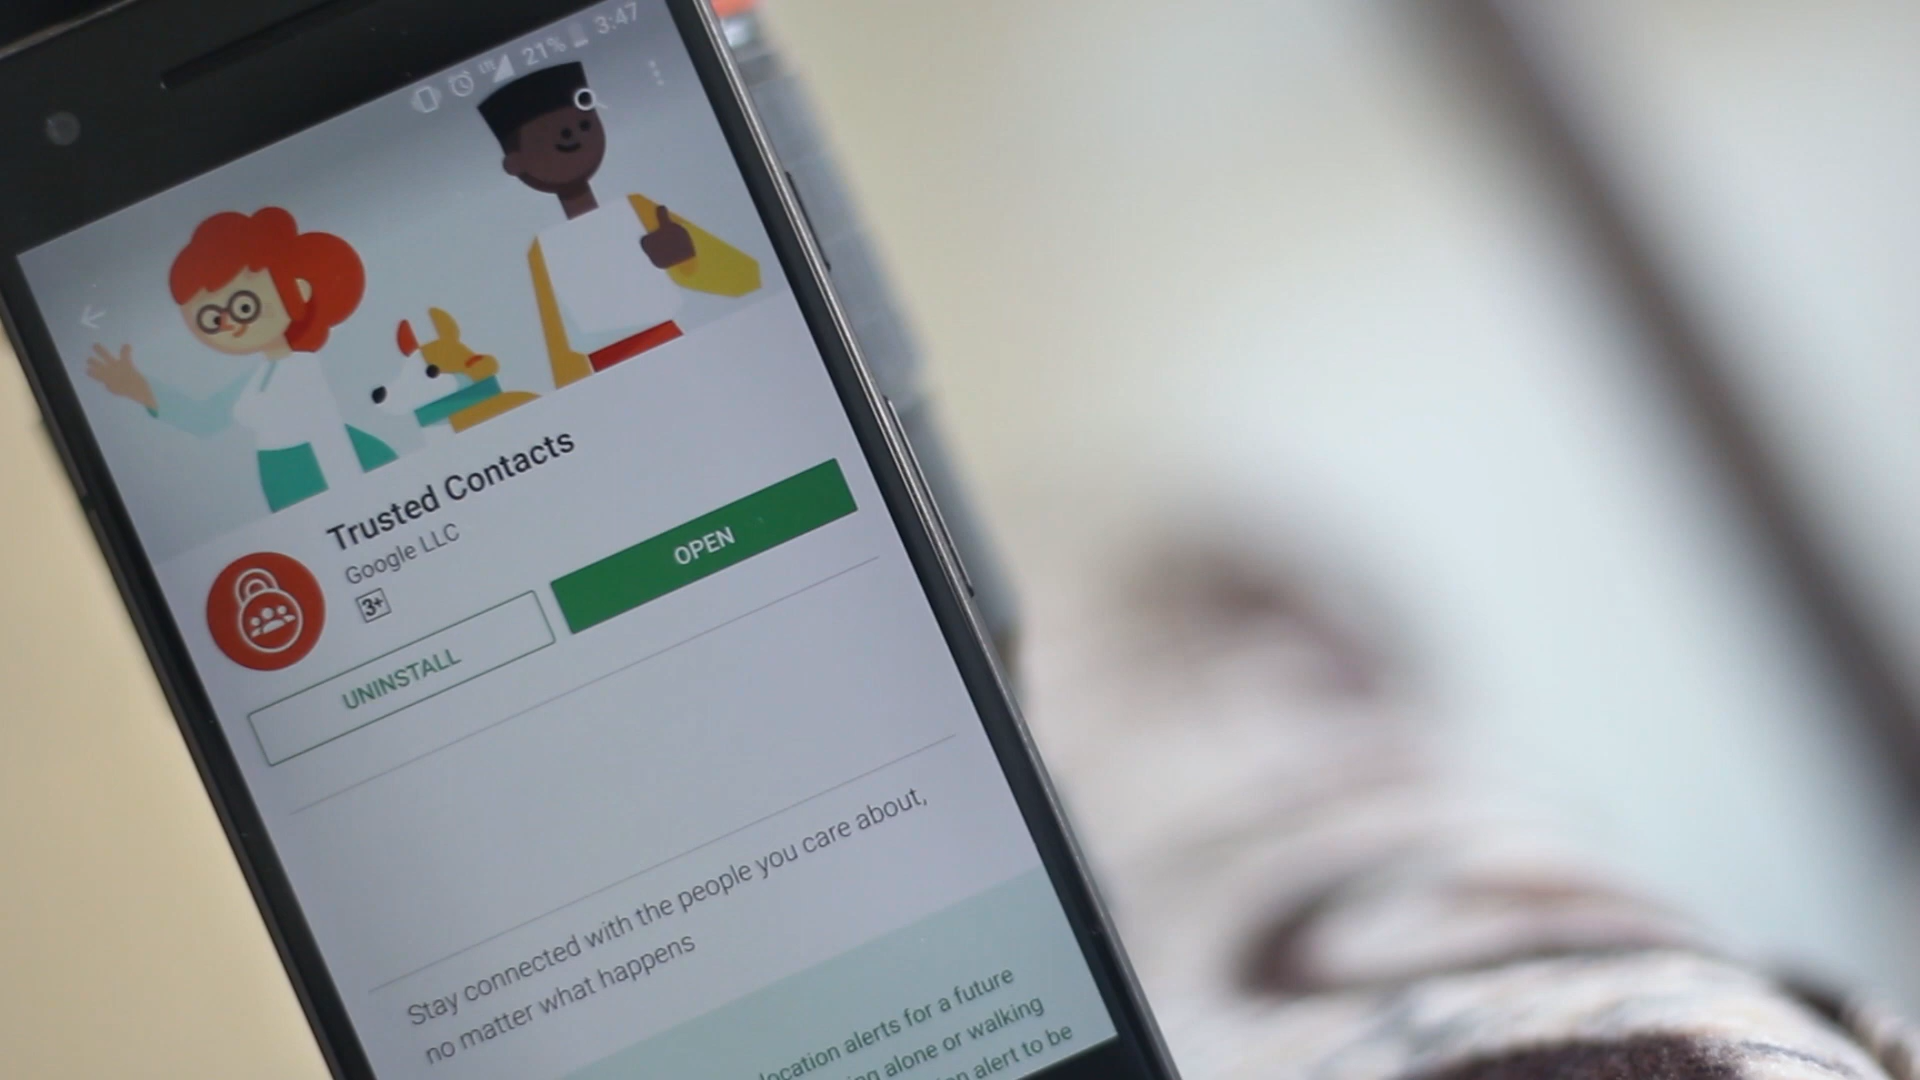 LTE 21% 3:47
Trusted Contacts
Google LLC
3+
UNINSTALL
OPEN
Stay connected with the people you care about,
no matter what happens
location alerts for a future
alone or walking
alert to be